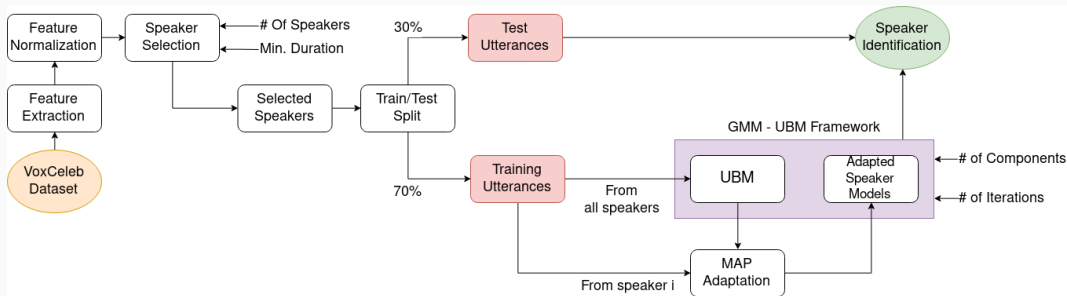 Feature
Normalization
Speaker
Selection
# Of Speakers
Min. Duration
30%
Test
Utterances
Speaker
Identification
Feature
Extraction
Selected
Speakers
Train/Test
Split
VoxCeleb
Dataset
70%
Training
Utterances
From
all speakers
GMM - UBM Framework
UBM
Adapted
Speaker
Models
# of Components
# of Iterations
From speaker i
MAP
Adaptation